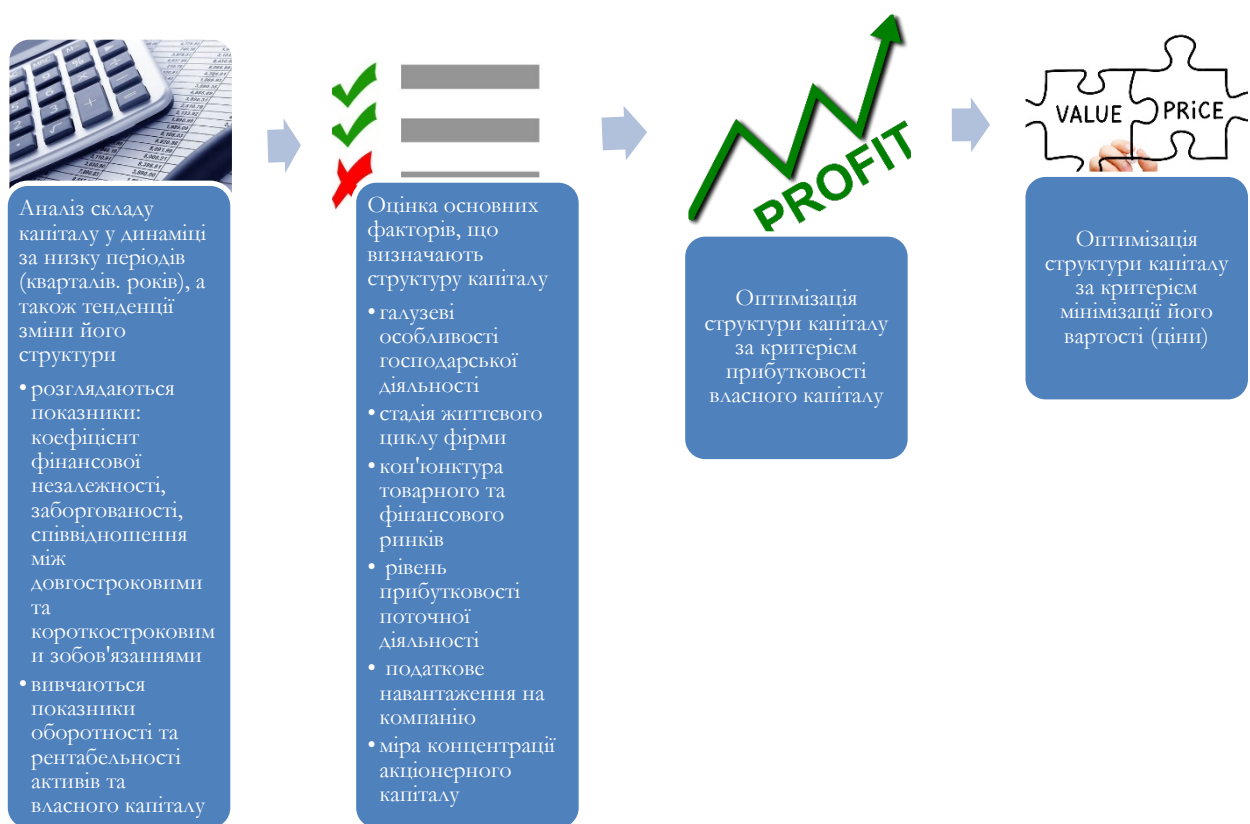 Аналіз складу
капіталу у динаміці
за низку періодів
(кварталів. років), а
також тенденції
зміни його
структури
• розглядаються
показники:
коефіцієнт
фінансової
незалежності,
заборгованості,
співвідношення
між
довгостроковими
та
короткостроковим
и зобов'язаннями
• вивчаються
показники
оборотності та
рентабельності
активів та
власного капіталу
Оцінка основних
факторів, що
визначають
структуру капіталу
• галузеві
особливості
господарської
діяльності
• стадія життєвого
циклу фірми
• кон'юнктура
товарного та
фінансового
ринків
• рівень
прибутковості
поточної
діяльності
• податкове
навантаження на
компанію
• міра концентрації
акціонерного
капіталу
PROFIT
Оптимізація
структури капіталу
за критерієм
прибутковості
власного капіталу
VALUE
PRiCE
Оптимізація
структури капіталу
за критерієм
мінімізації його
вартості (ціни)